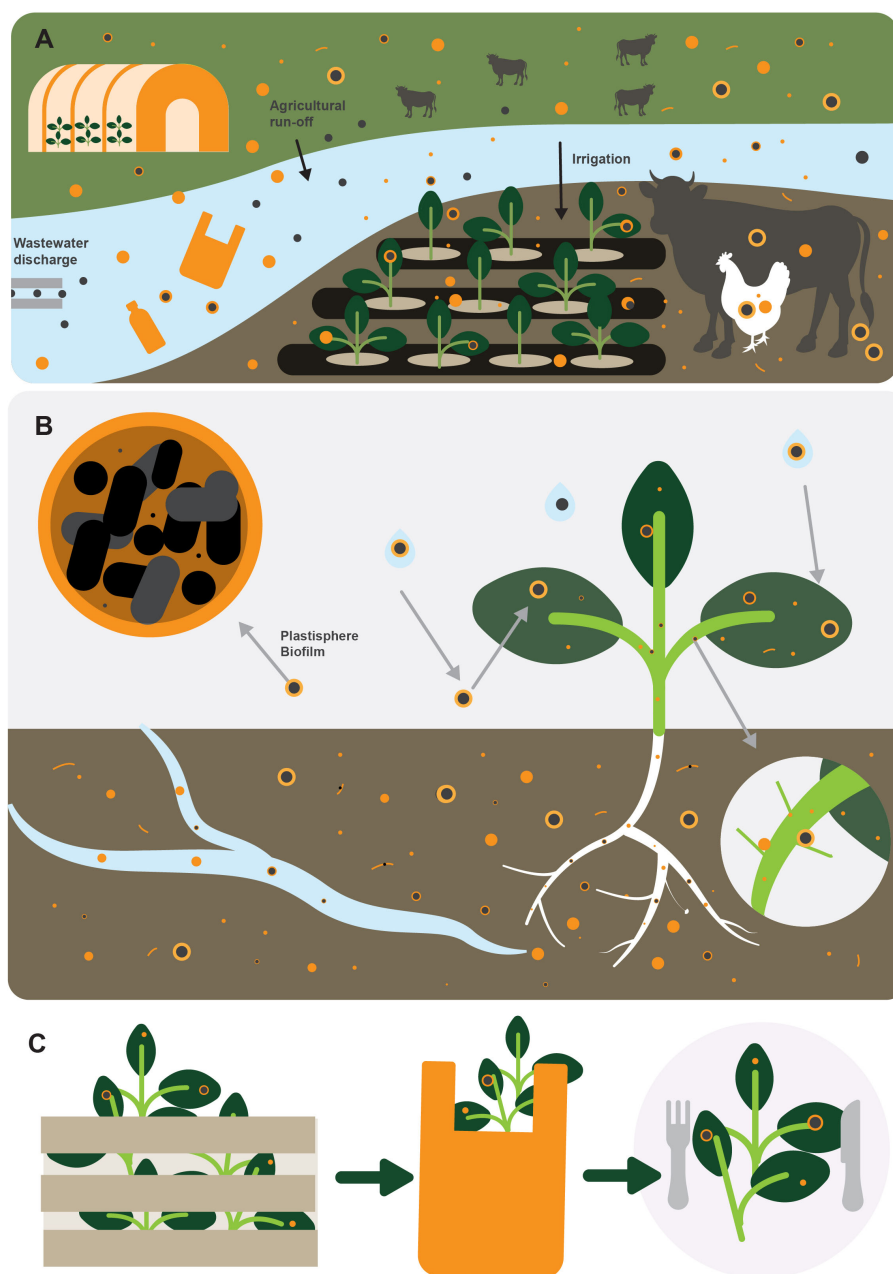 A
Agricultural
run-off
Irrigation
Wastewater
discharge
B
Plastisphere
Biofilm
C